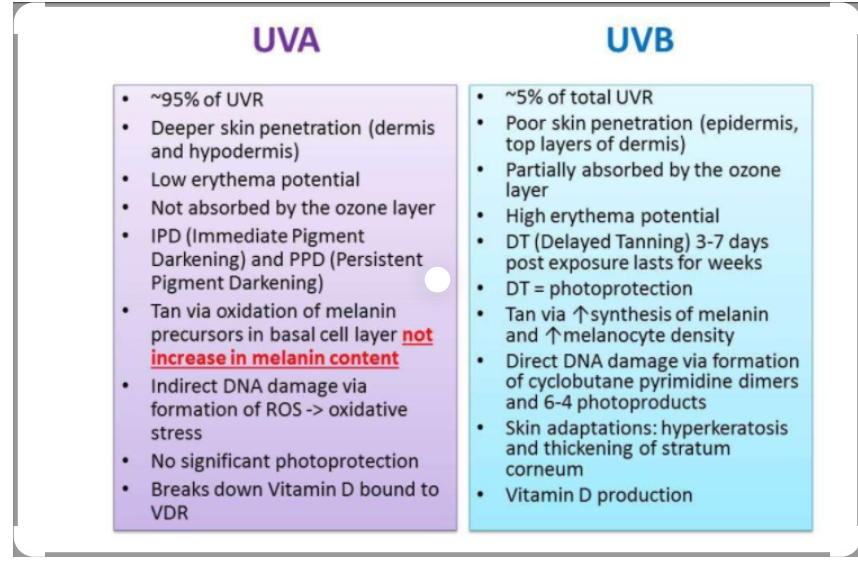 UVA
• ~95% of UVR
• Deeper skin penetration (dermis
and hypodermis)
• Low erythema potential
• Not absorbed by the ozone layer
• IPD (Immediate Pigment
Darkening) and PPD (Persistent
Pigment Darkening)
• Tan via oxidation of melanin
precursors in basal cell layer not
increase in melanin content
• Indirect DNA damage via
formation of ROS -> oxidative
stress
• No significant photoprotection
• Breaks down Vitamin D bound to
VDR
UVB
• ~5% of total UVR
• Poor skin penetration (epidermis,
top layers of dermis)
• Partially absorbed by the ozone
layer
• High erythema potential
• DT (Delayed Tanning) 3-7 days
post exposure lasts for weeks
• DT = photoprotection
• Tan via ↑synthesis of melanin
and ↑melanocyte density
• Direct DNA damage via formation
of cyclobutane pyrimidine dimers
and 6-4 photoproducts
• Skin adaptations: hyperkeratosis
and thickening of stratum
corneum
• Vitamin D production